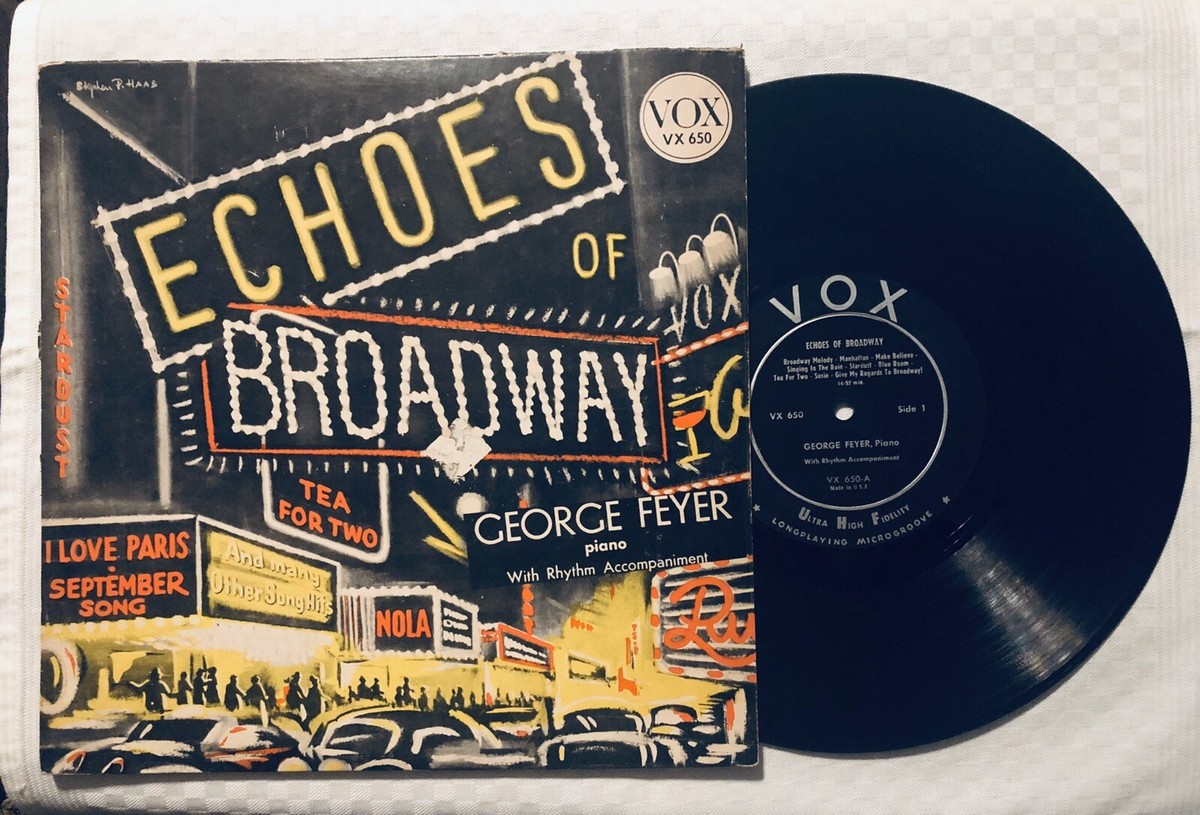 Stephen P. HAAS
VOX
VX 650
ECHOES
OF
BROADWAY
VOX
STARDUST
TEA
FOR TWO
GEORGE FEYER
piano
With Rhythm Accompaniment
I LOVE PARIS
SEPTEMBER
SONG
And many
Other Song Hits
NOLA
VOX
ECHOES OF BROADWAY
Broadway Melody - Manhattan - Make Believe -
Singing In The Rain - Stardust - Blue Room -
Tea For Two - Susie - Give My Regards To Broadway!
VX 650
Side 1
GEORGE FEYER, Piano
With Rhythm Accompaniment
VX 650-A
Made in U.S.A.
ULTRA HIGH FIDELITY
LONGPLAYING MICROGROOVE